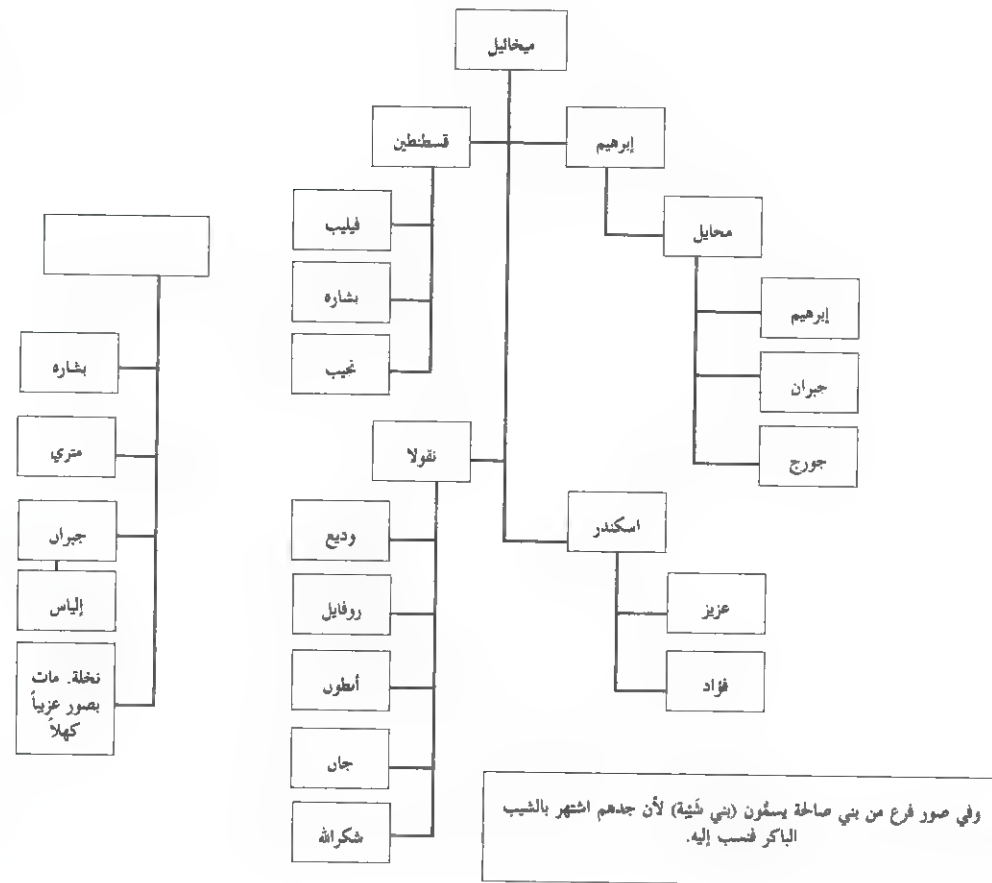 ميخائيل
إبرهيم
قسطنطين
محايل
إبرهيم
جبران
جورج
فيليب
بشاره
نجيب
نقولا
وديع
روفايل
أنطون
جان
شكرالله
اسكندر
عزيز
فؤاد
بشاره
متري
جبران
إلياس
نخلة. مات
بصور عزيباً
كهلاً
وفي صور فرع من بني صالحة يسمّون (بني) لأن جدهم اشتهر بالشيب
الباكر فنسب إليه.